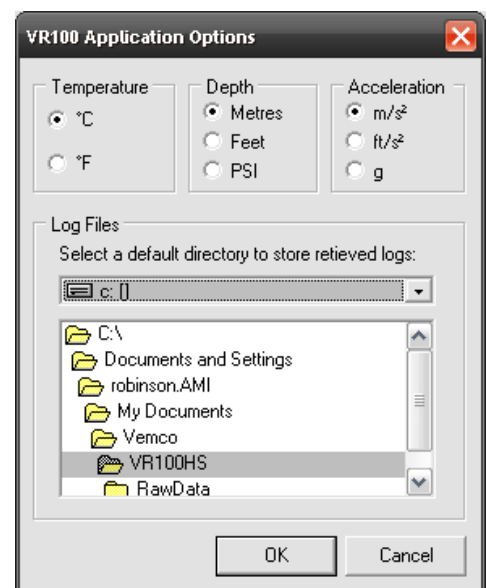 VR100 Application Options
Temperature
°C
°F
Depth
Metres
Feet
PSI
Acceleration
m/s²
ft/s²
g
Log Files
Select a default directory to store retieved logs:
c: []
C:\
Documents and Settings
robinson.AMI
My Documents
Vemco
VR100HS
RawData
OK
Cancel